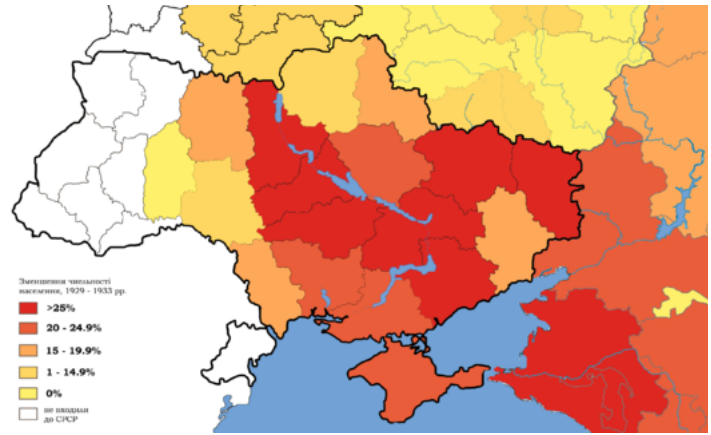 Зменшення чисельності
населення, 1929 - 1933 рр.
>25%
20 - 24.9%
15 - 19.9%
1 - 14.9%
0%
не входили
до СРСР